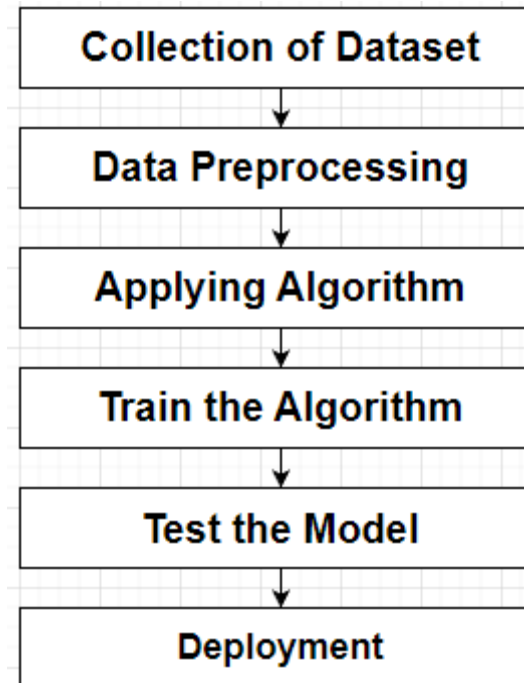 Collection of Dataset
Data Preprocessing
Applying Algorithm
Train the Algorithm
Test the Model
Deployment